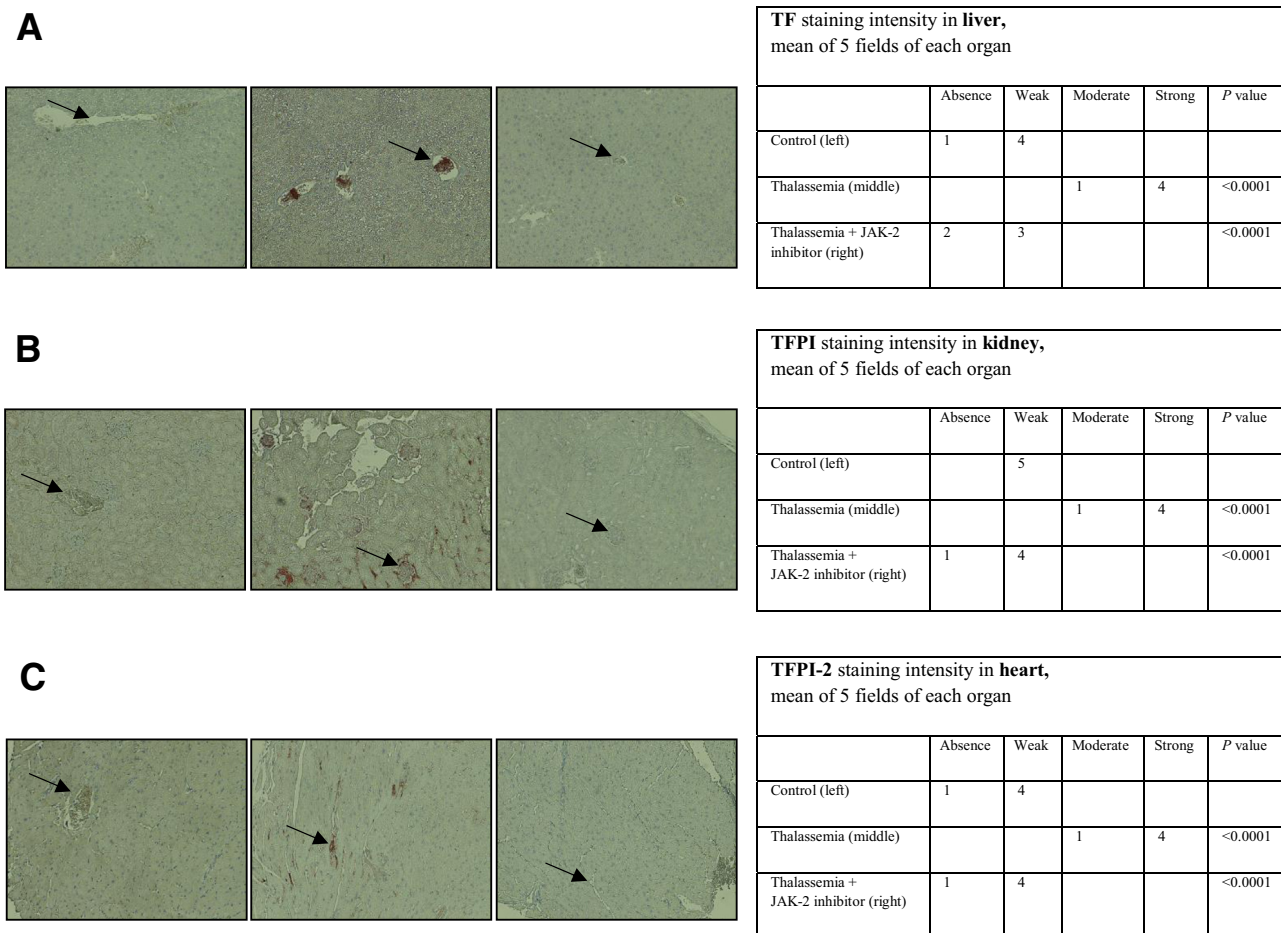 A
TF staining intensity in liver,
mean of 5 fields of each organ
Absence Weak Moderate Strong P value
Control (left) 1 4
Thalassemia (middle) 1 4 <0.0001
Thalassemia + JAK-2 2 3 <0.0001
inhibitor (right)
B
TFPI staining intensity in kidney,
mean of 5 fields of each organ
Absence Weak Moderate Strong P value
Control (left) 5
Thalassemia (middle) 1 4 <0.0001
Thalassemia + 1 4 <0.0001
JAK-2 inhibitor (right)
C
TFPI-2 staining intensity in heart,
mean of 5 fields of each organ
Absence Weak Moderate Strong P value
Control (left) 1 4
Thalassemia (middle) 1 4 <0.0001
Thalassemia + 1 4 <0.0001
JAK-2 inhibitor (right)